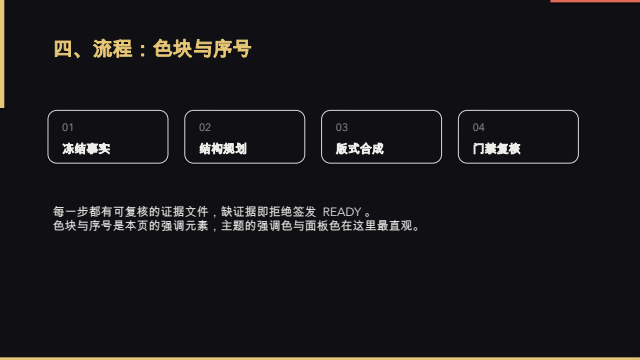 四、流程：色块与序号
01
冻结事实
02
结构规划
03
版式合成
04
门禁复核
每一步都有可复核的证据文件，缺证据即拒绝签发 READY。
色块与序号是本页的强调元素，主题的强调色与面板色在这里最直观。